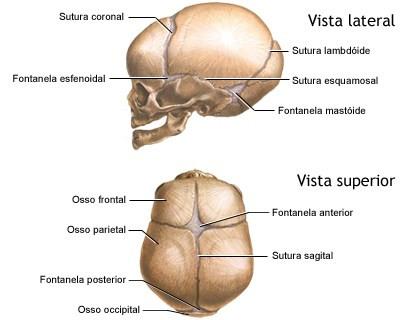 Vista lateral
Sutura coronal
Sutura lambdóide
Fontanela esfenoidal
Sutura esquamosal
Fontanela mastóide
Vista superior
Osso frontal
Fontanela anterior
Osso parietal
Sutura sagital
Fontanela posterior
Osso occipital